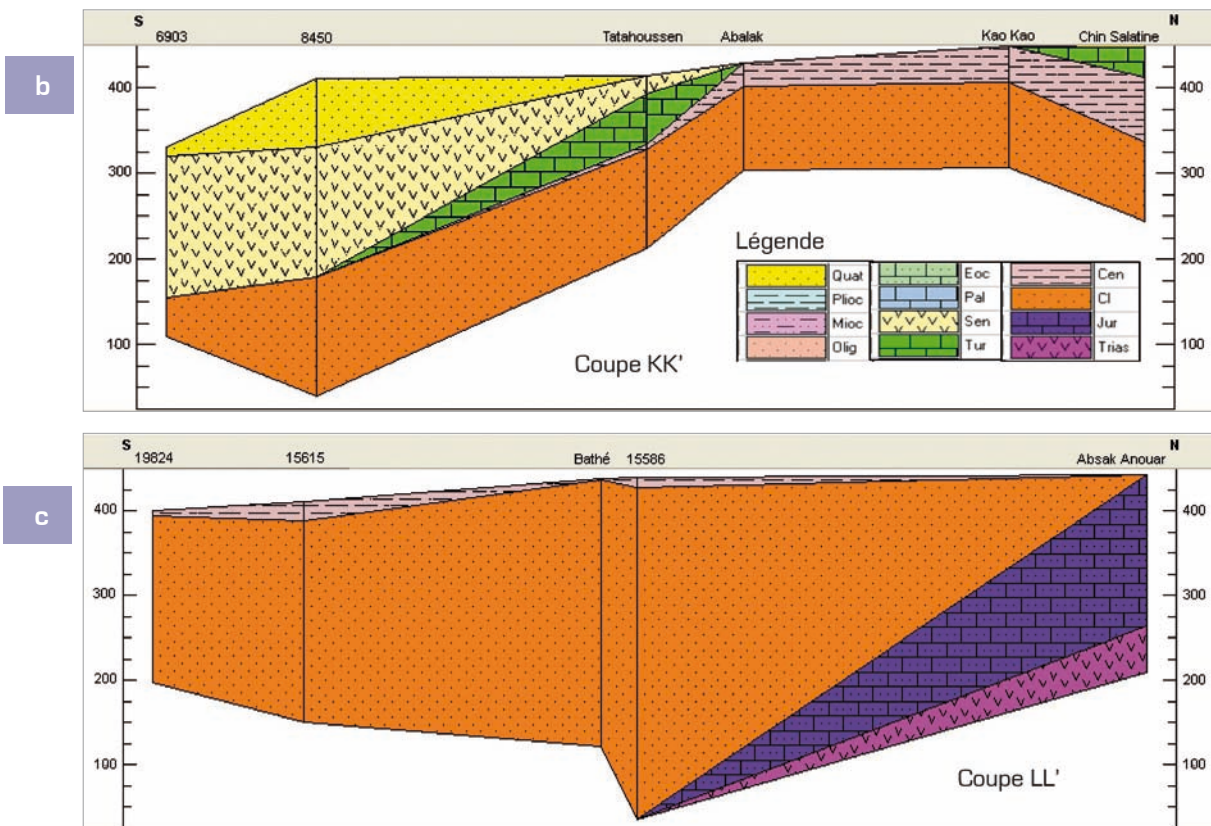 b
S N
6903 8450 Tatahoussen Abalak Kao Kao Chin Salatine
400 400
300 300
200 200
100 100
Légende
Quat Eoc Cen
Plioc Pal CI
Mioc Sen Jur
Olig Tur Trias
Coupe KK'
c
S N
19824 15615 Bathé 15586 Absak Anouar
400 400
300 300
200 200
100 100
Coupe LL'